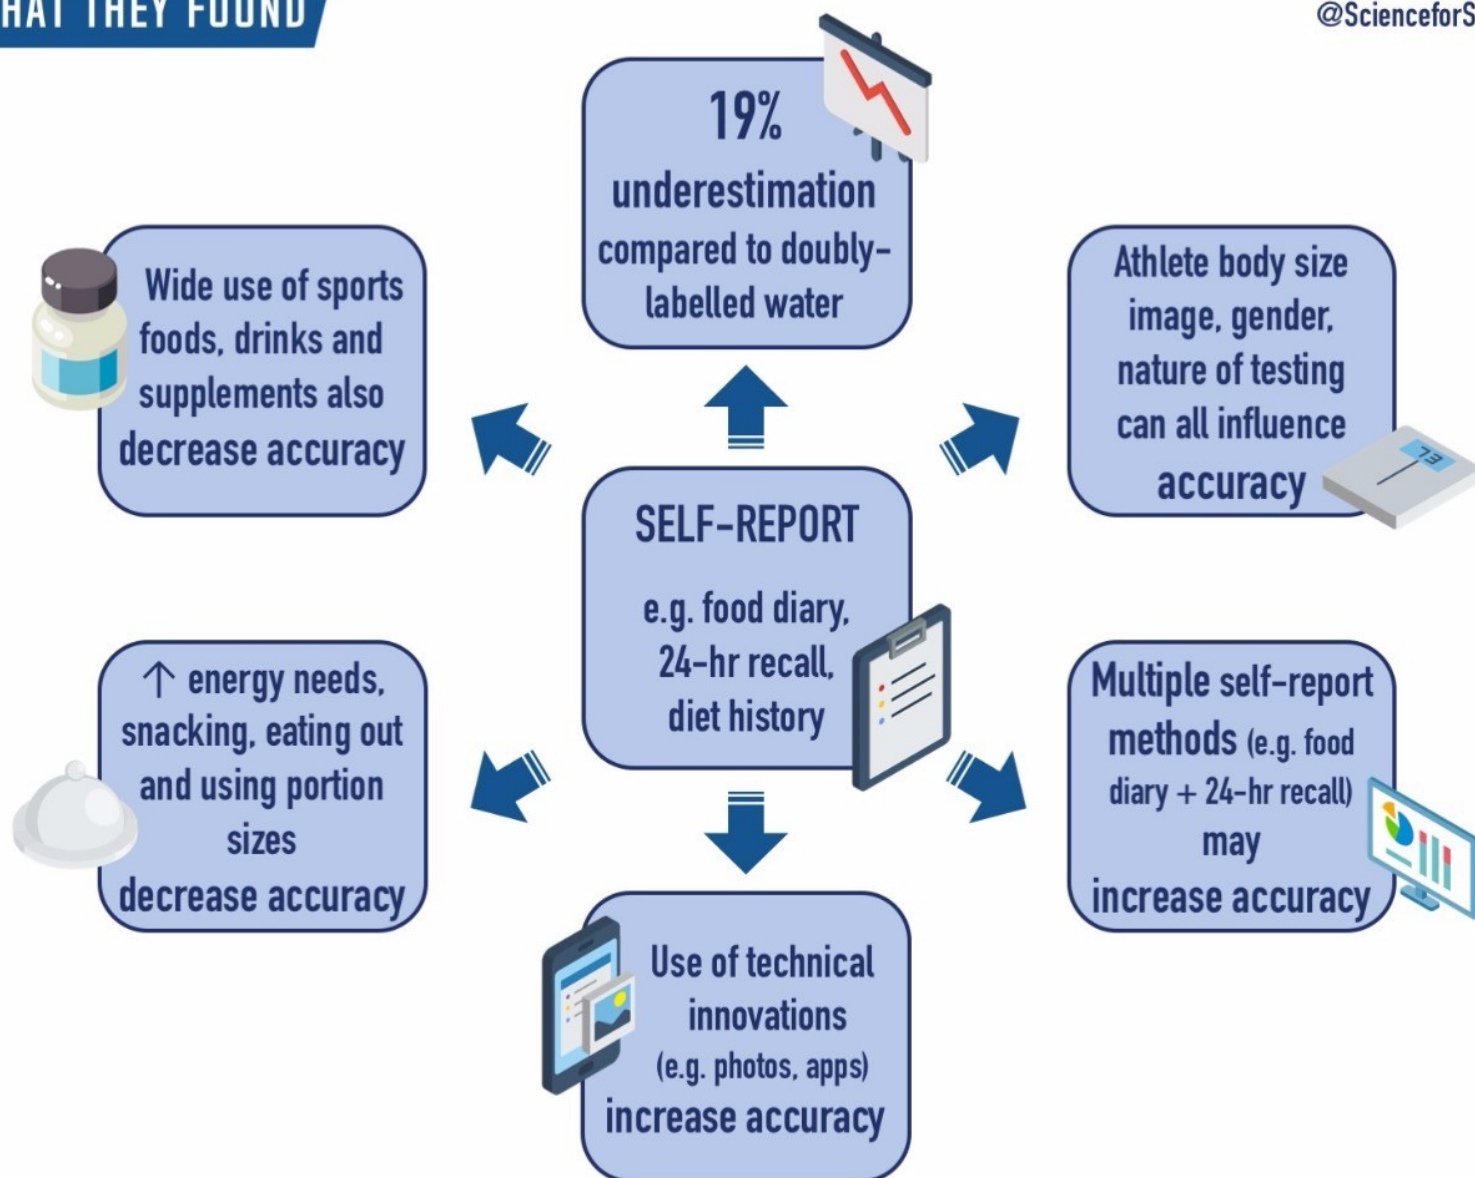 HAT THEY FOUND
@ScienceforS
19%
underestimation
compared to doubly-
labelled water
Wide use of sports
foods, drinks and
supplements also
decrease accuracy
Athlete body size
image, gender,
nature of testing
can all influence
accuracy
73
SELF-REPORT
e.g. food diary,
24-hr recall,
diet history
↑ energy needs,
snacking, eating out
and using portion
sizes
decrease accuracy
Multiple self-report
methods (e.g. food
diary + 24-hr recall)
may
increase accuracy
Use of technical
innovations
(e.g. photos, apps)
increase accuracy